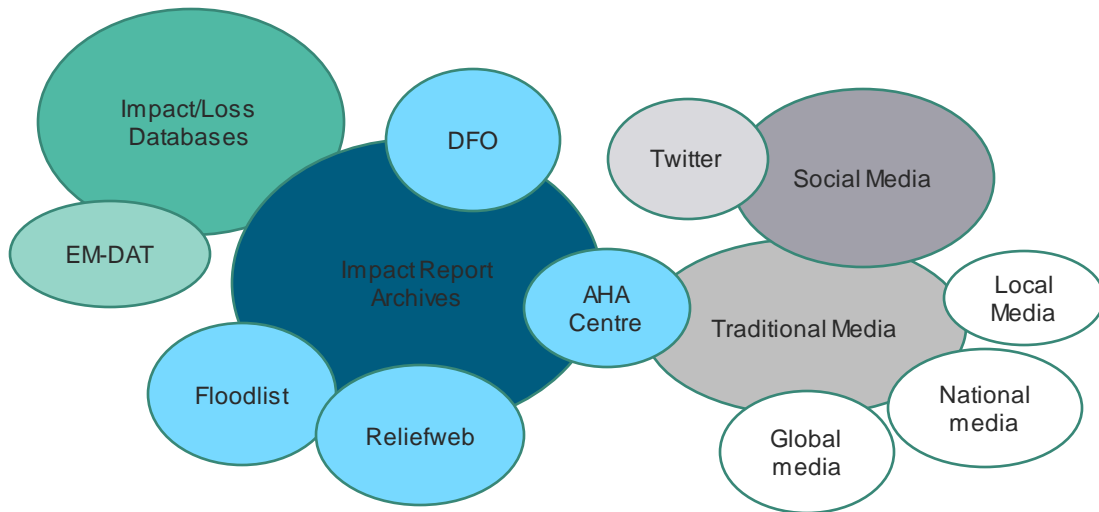 Impact/Loss
Databases
DFO
Twitter
Social Media
EM-DAT
Impact Report
Archives
AHA
Centre
Traditional Media
Local
Media
Floodlist
Reliefweb
Global
media
National
media